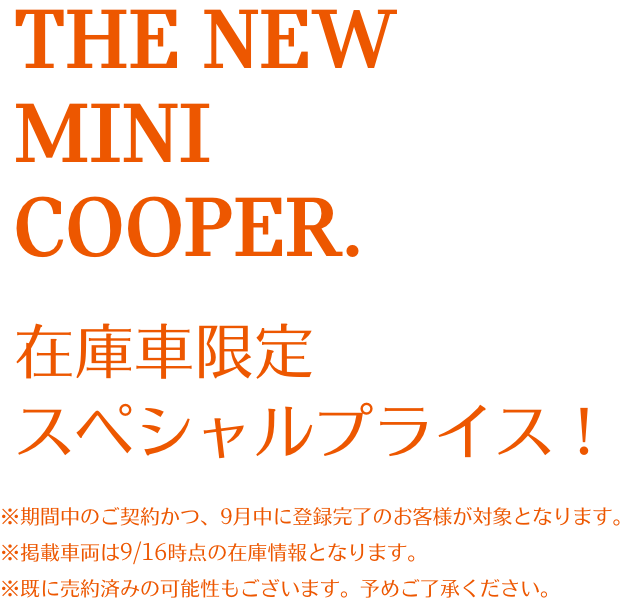 THE NEW
MINI
COOPER.
在庫車限定
スペシャルプライス！
※期間中のご契約かつ、9月中に登録完了のお客様が対象となります。
※掲載車両は9/16時点の在庫情報となります。
※既に売約済みの可能性もございます。予めご了承ください。